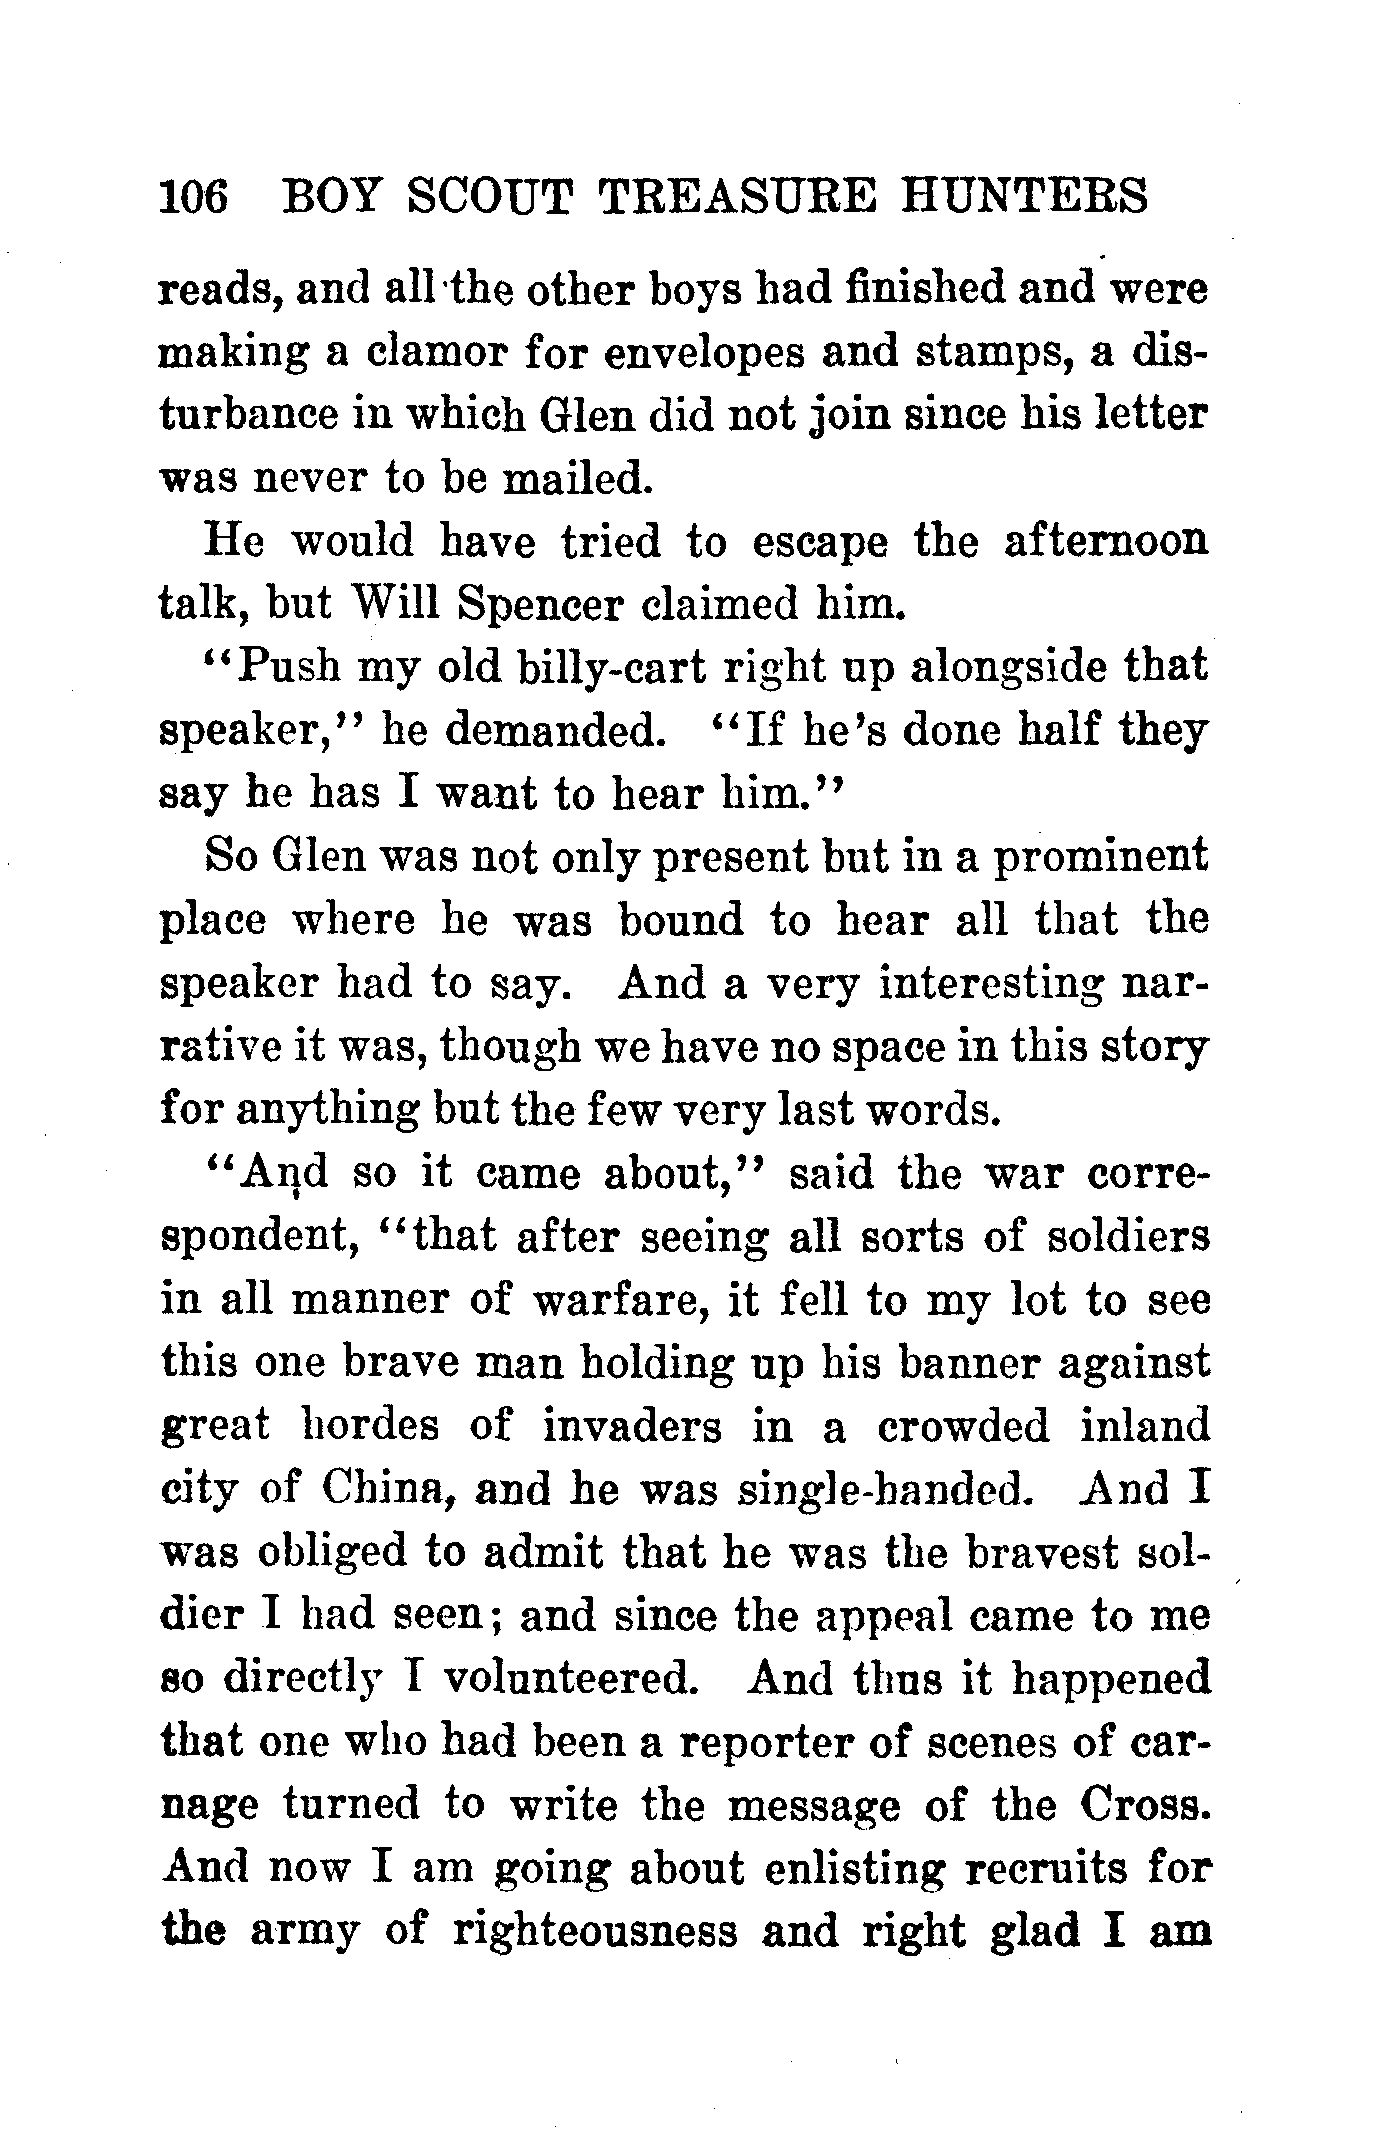 106 BOY SCOUT TREASURE HUNTERS
reads, and all the other boys had finished and were
making a clamor for envelopes and stamps, a dis-
turbance in which Glen did not join since his letter
was never to be mailed.
He would have tried to escape the afternoon
talk, but Will Spencer claimed him.
"Push my old billy-cart right up alongside that
speaker," he demanded. "If he's done half they
say he has I want to hear him."
So Glen was not only present but in a prominent
place where he was bound to hear all that the
speaker had to say. And a very interesting nar-
rative it was, though we have no space in this story
for anything but the few very last words.
"And so it came about," said the war corre-
spondent, "that after seeing all sorts of soldiers
in all manner of warfare, it fell to my lot to see
this one brave man holding up his banner against
great hordes of invaders in a crowded inland
city of China, and he was single-handed. And I
was obliged to admit that he was the bravest sol-
dier I had seen; and since the appeal came to me
so directly I volunteered. And thus it happened
that one who had been a reporter of scenes of car-
nage turned to write the message of the Cross.
And now I am going about enlisting recruits for
the army of righteousness and right glad I am